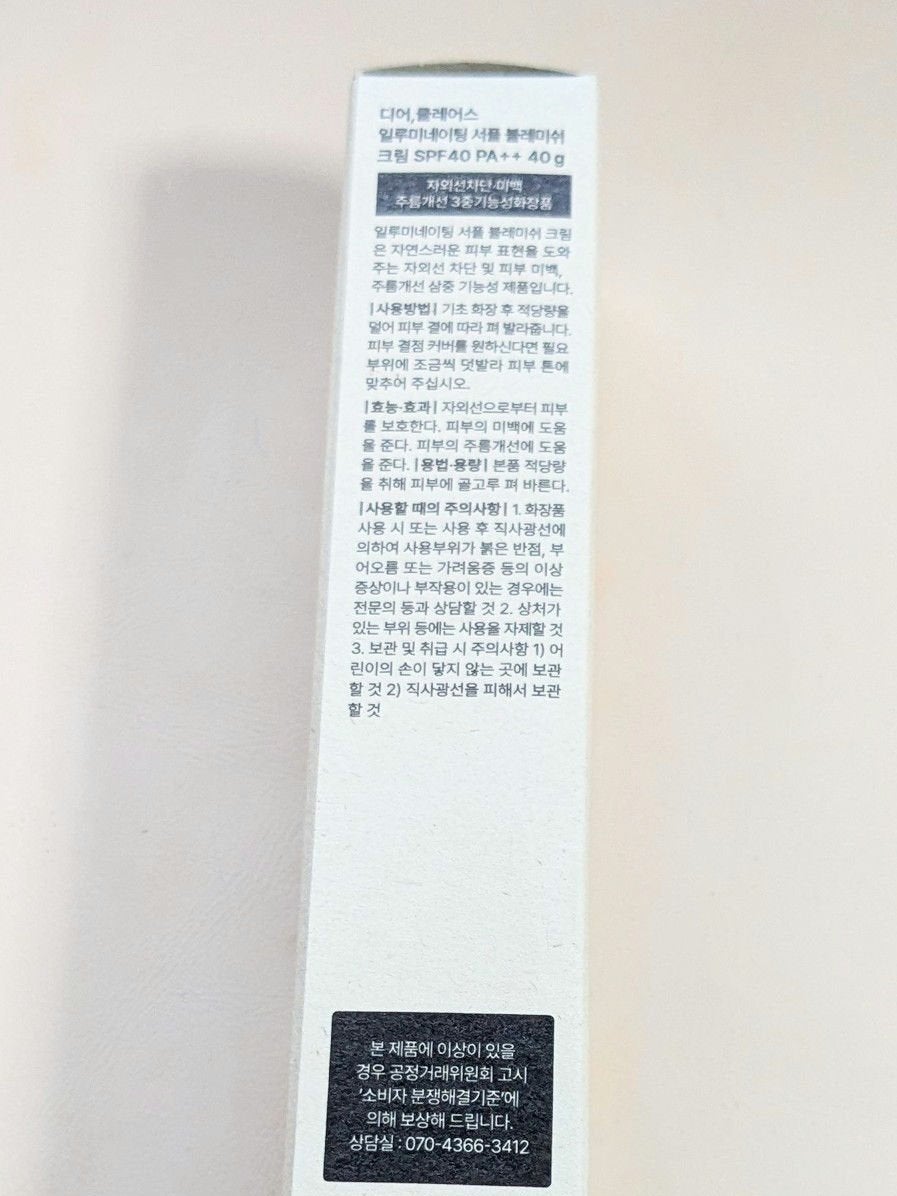 디어,클레어스
일루미네이팅 서플 블레미쉬
크림 SPF40 PA++ 40 g
자외선차단·미백
주름개선 3중기능성화장품
일루미네이팅 서플 블레미쉬 크림
은 자연스러운 피부 표현을 도와
주는 자외선 차단 및 피부 미백,
주름개선 삼중 기능성 제품입니다.
|사용방법| 기초 화장 후 적당량을
덜어 피부 결에 따라 펴 발라줍니다.
피부 결점 커버를 원하신다면 필요
부위에 조금씩 덧발라 피부 톤에
맞추어 주십시오.
|효능·효과| 자외선으로부터 피부
를 보호한다. 피부의 미백에 도움
을 준다. 피부의 주름개선에 도움
을 준다. |용법·용량| 본품 적당량
을 취해 피부에 골고루 펴 바른다.
|사용할 때의 주의사항| 1. 화장품
사용 시 또는 사용 후 직사광선에
의하여 사용부위가 붉은 반점, 부
어오름 또는 가려움증 등의 이상
증상이나 부작용이 있는 경우에는
전문의 등과 상담할 것 2. 상처가
있는 부위 등에는 사용을 자제할 것
3. 보관 및 취급 시 주의사항 1) 어
린이의 손이 닿지 않는 곳에 보관
할 것 2) 직사광선을 피해서 보관
할 것
본 제품에 이상이 있을
경우 공정거래위원회 고시
'소비자 분쟁해결기준'에
의해 보상해 드립니다.
상담실 : 070-4366-3412